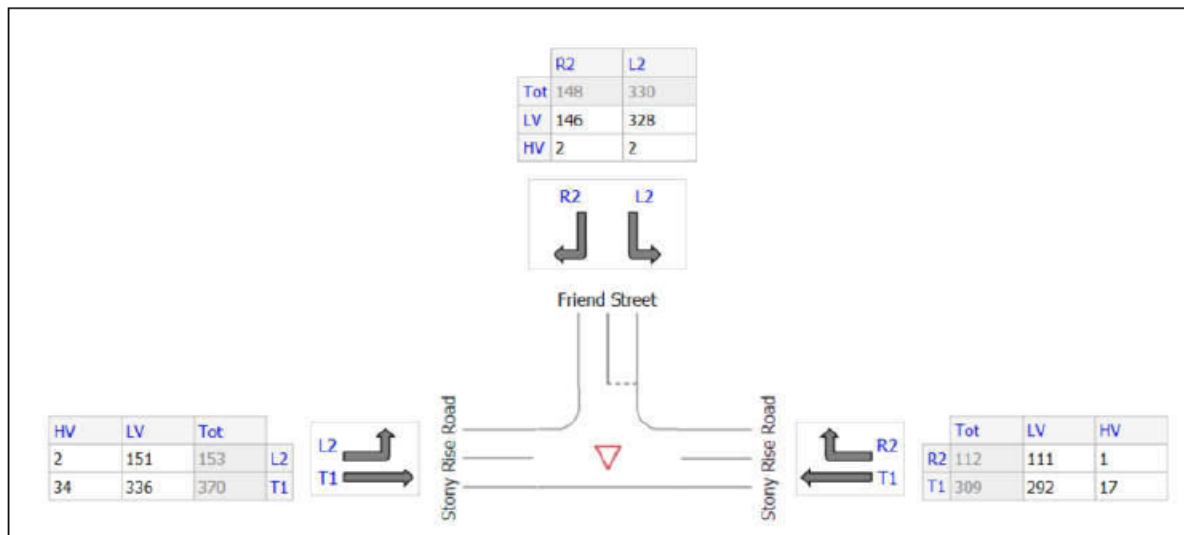 R2 L2
Tot 148 330
LV 146 328
HV 2 2
R2 L2
Friend Street
HV LV Tot
2 151 153 L2
34 336 370 T1
L2
T1
Stony Rise Road
Stony Rise Road
R2
T1
Tot LV HV
R2 112 111 1
T1 309 292 17